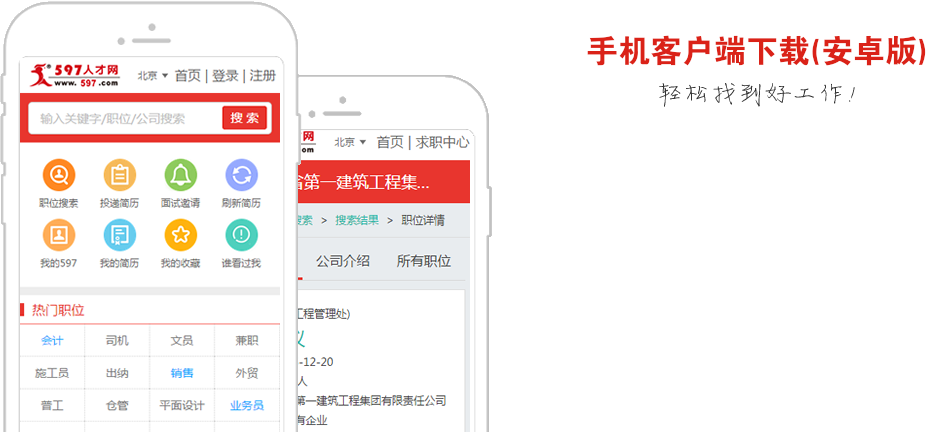 手机客户端下载(安卓版)
轻松找到好工作!
597人才网
www.597.com
北京 首页 | 登录 | 注册
输入关键字/职位/公司搜索 搜 索
职位搜索 投递简历 面试邀请 刷新简历
我的597 我的简历 我的收藏 谁看过我
热门职位
会计 司机 文员 兼职
施工员 出纳 销售 外贸
普工 仓管 平面设计 业务员
网
om
北京 首页 | 求职中心
第一建筑工程集...
搜索 > 搜索结果 > 职位详情
公司介绍 所有职位
工程管理处)
议
-12-20
人
第一建筑工程集团有限责任公司
有企业